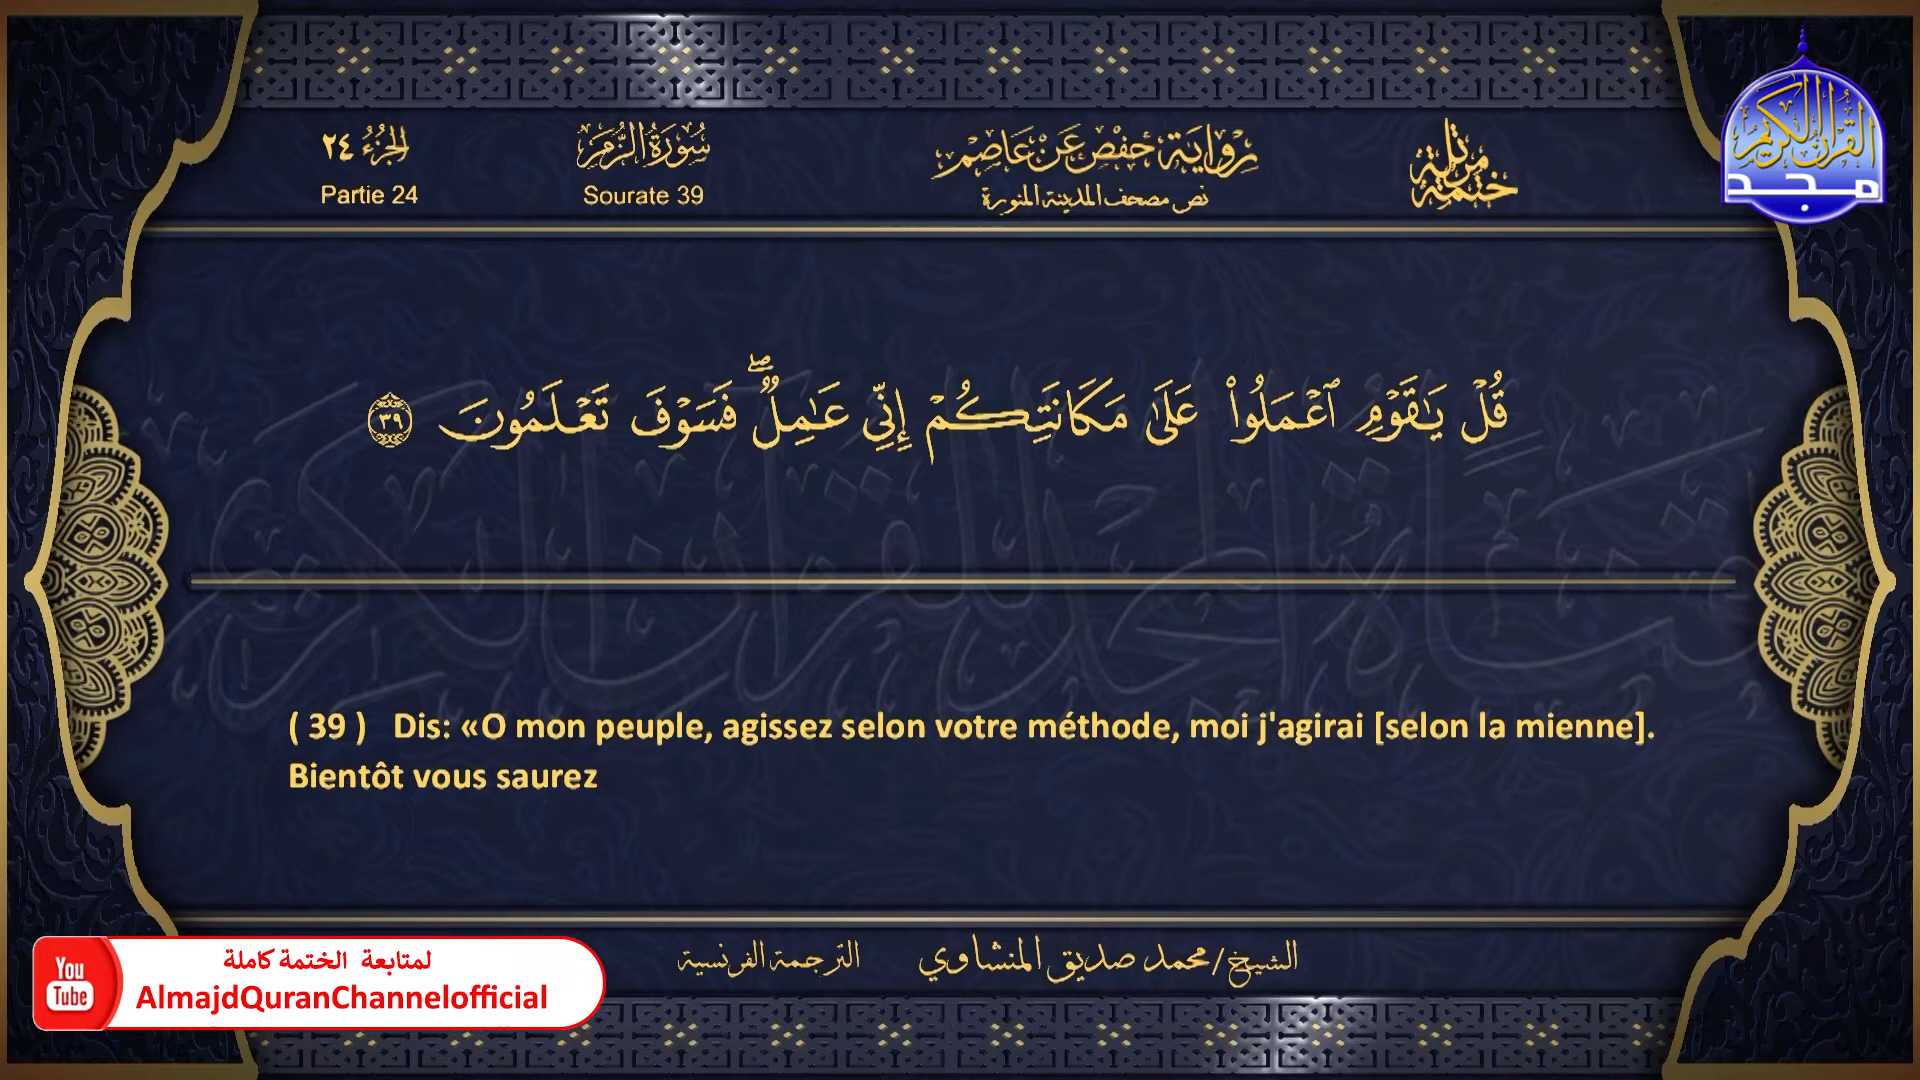 الجزء ٢٤
Partie 24
سورة الزمر
Sourate 39
رواية حفص عن عاصم
نص مصحف المدينة المنورة
ختمة مرتلة
القرآن الكريم
مجد
قُلۡ يَٰقَوۡمِ ٱعۡمَلُواْ عَلَىٰ مَكَانَتِكُمۡ إِنِّي عَٰمِلٞۖ فَسَوۡفَ تَعۡلَمُونَ ٣٩
( 39 ) Dis: «O mon peuple, agissez selon votre méthode, moi j'agirai [selon la mienne].
Bientôt vous saurez
الشيخ/محمد صديق المنشاوي
الترجمة الفرنسية
You
Tube
لمتابعة الختمة كاملة
AlmajdQuranChannelofficial